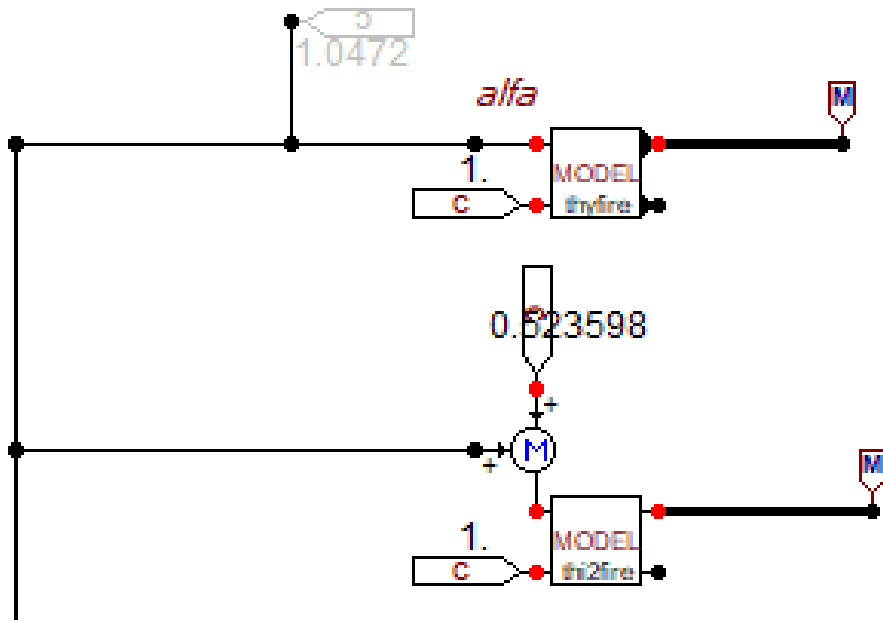 C
1.0472
alfa
M
1.
MODEL
C
thyfire
0.523598
+
M
+
M
1.
MODEL
C
thi2fire